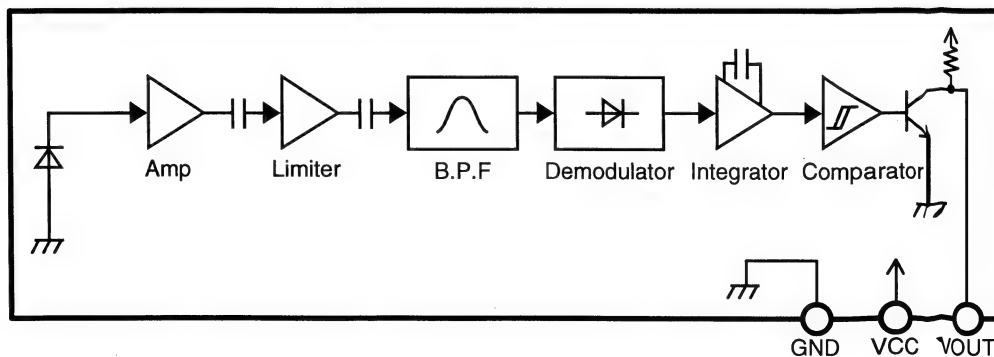 Amp
Limiter
B.P.F
Demodulator
Integrator
Comparator
GND
VCC
VOUT